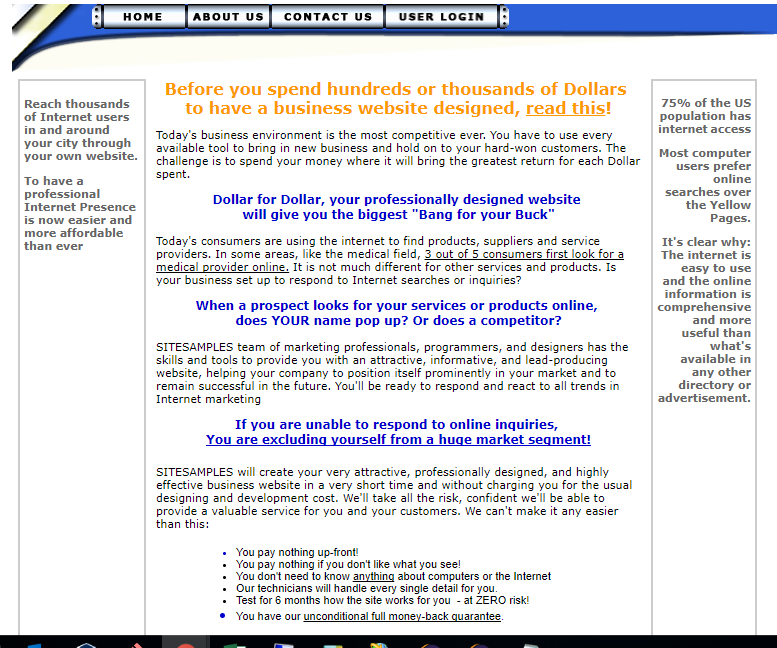 HOME ABOUT US CONTACT US USER LOGIN
Reach thousands
of Internet users
in and around
your city through
your own website.
To have a
professional
Internet Presence
is now easier and
more affordable
than ever
Before you spend hundreds or thousands of Dollars
to have a business website designed, read this!
Today's business environment is the most competitive ever. You have to use every
available tool to bring in new business and hold on to your hard-won customers. The
challenge is to spend your money where it will bring the greatest return for each Dollar
spent.
Dollar for Dollar, your professionally designed website
will give you the biggest "Bang for your Buck"
Today's consumers are using the internet to find products, suppliers and service
providers. In some areas, like the medical field, 3 out of 5 consumers first look for a
medical provider online. It is not much different for other services and products. Is
your business set up to respond to Internet searches or inquiries?
When a prospect looks for your services or products online,
does YOUR name pop up? Or does a competitor?
SITESAMPLES team of marketing professionals, programmers, and designers has the
skills and tools to provide you with an attractive, informative, and lead-producing
website, helping your company to position itself prominently in your market and to
remain successful in the future. You'll be ready to respond and react to all trends in
Internet marketing
If you are unable to respond to online inquiries,
You are excluding yourself from a huge market segment!
SITESAMPLES will create your very attractive, professionally designed, and highly
effective business website in a very short time and without charging you for the usual
designing and development cost. We'll take all the risk, confident we'll be able to
provide a valuable service for you and your customers. We can't make it any easier
than this:
• You pay nothing up-front!
• You pay nothing if you don't like what you see!
• You don't need to know anything about computers or the Internet
• Our technicians will handle every single detail for you.
• Test for 6 months how the site works for you - at ZERO risk!
• You have our unconditional full money-back guarantee.
75% of the US
population has
internet access
Most computer
users prefer
online
searches over
the Yellow
Pages.
It's clear why:
The internet is
easy to use
and the online
information is
comprehensive
and more
useful than
what's
available in
any other
directory or
advertisement.